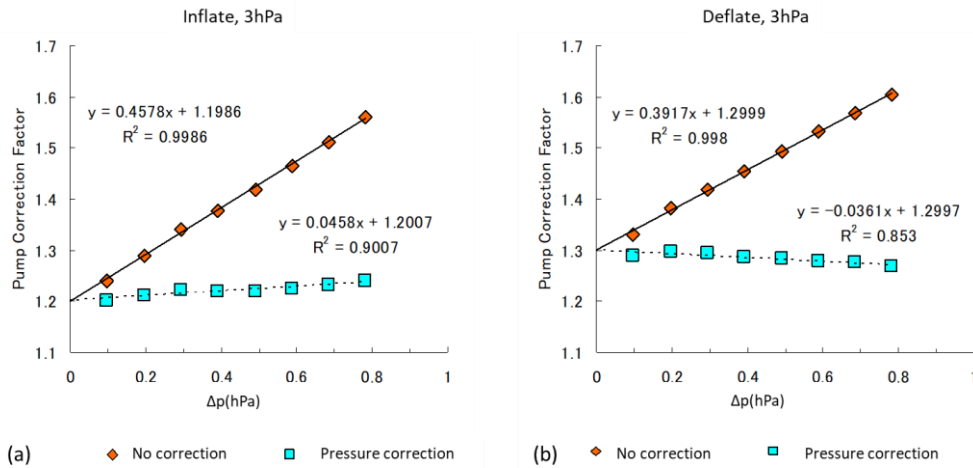 Inflate, 3hPa
1.7
1.6
1.5
1.4
1.3
1.2
1.1
Pump Correction Factor
y = 0.4578x + 1.1986
R² = 0.9986
y = 0.0458x + 1.2007
R² = 0.9007
0 0.2 0.4 0.6 0.8 1
Δp(hPa)
(a) No correction Pressure correction
Deflate, 3hPa
1.7
1.6
1.5
1.4
1.3
1.2
1.1
Pump Correction Factor
y = 0.3917x + 1.2999
R² = 0.998
y = −0.0361x + 1.2997
R² = 0.853
0 0.2 0.4 0.6 0.8 1
Δp(hPa)
(b) No correction Pressure correction